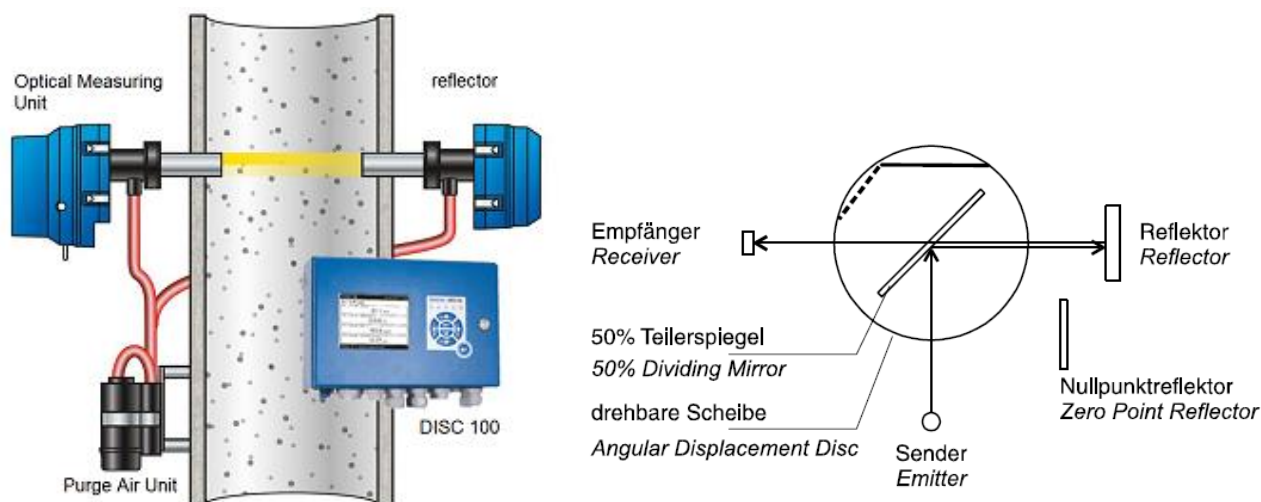 Optical Measuring
Unit
reflector
DISC 100
Purge Air Unit
Empfänger
Receiver
Reflektor
Reflector
50% Teilerspiegel
50% Dividing Mirror
Nullpunktreflektor
Zero Point Reflector
drehbare Scheibe
Angular Displacement Disc
Sender
Emitter